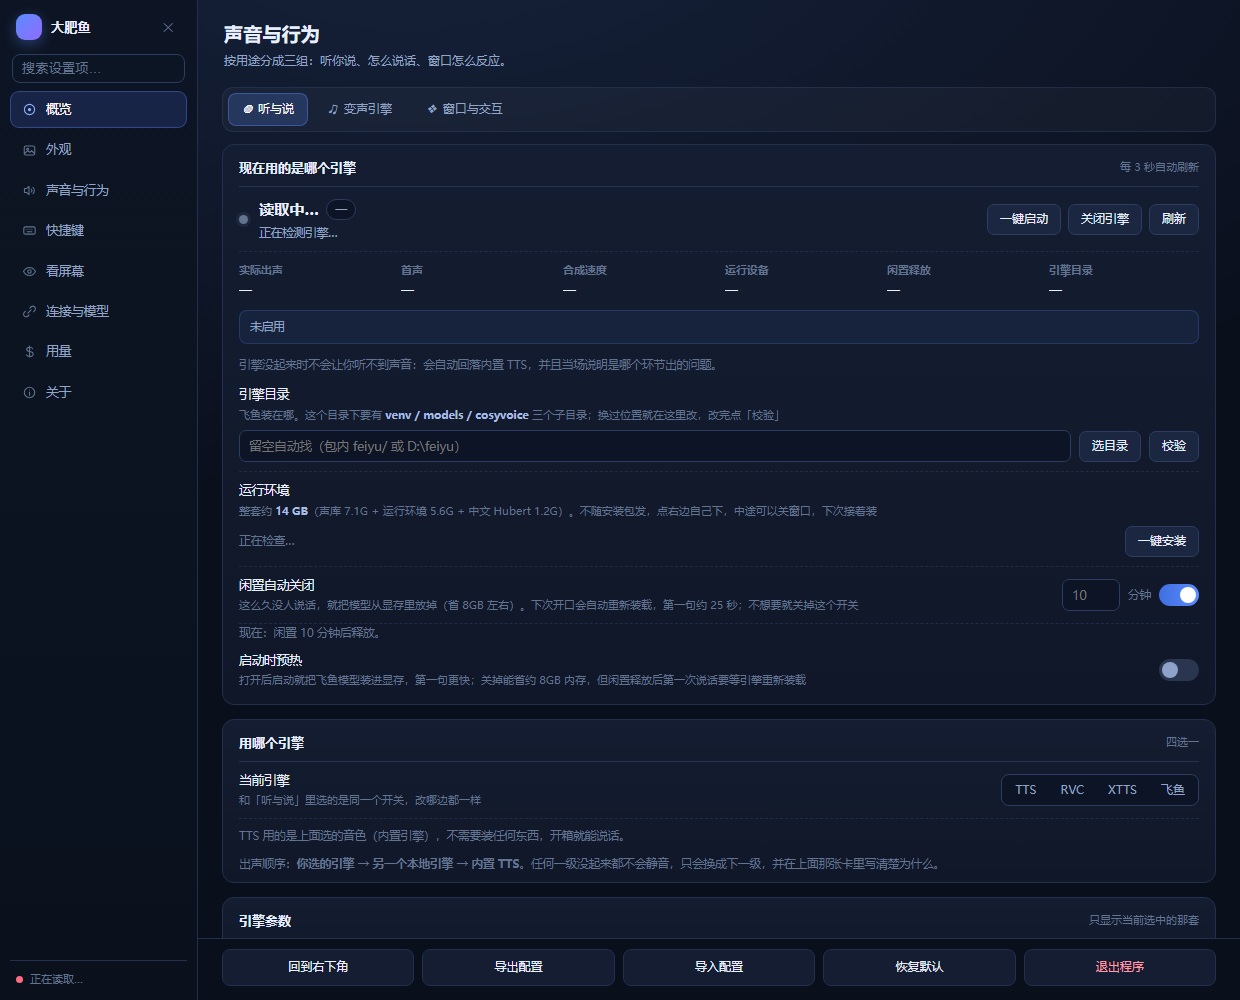 大肥鱼
搜索设置项...
概览
外观
声音与行为
快捷键
看屏幕
连接与模型
用量
关于
正在读取...
声音与行为
按用途分成三组：听你说、怎么说话、窗口怎么反应。
听与说
变声引擎
窗口与交互
现在用的是哪个引擎
每 3 秒自动刷新
读取中... —
正在检测引擎...
一键启动
关闭引擎
刷新
实际出声 首声 合成速度 运行设备 闲置释放 引擎目录
— — — — — —
未启用
引擎没起来时不会让你听不到声音：会自动回落内置 TTS，并且当场说明是哪个环节出的问题。
引擎目录
飞鱼装在哪。这个目录下要有 venv / models / cosyvoice 三个子目录；换过位置就在这里改，改完点「校验」
留空自动找（包内 feiyu/ 或 D:\feiyu）
选目录
校验
运行环境
整套约 14 GB（声库 7.1G + 运行环境 5.6G + 中文 Hubert 1.2G）。不随安装包发，点右边自己下，中途可以关窗口，下次接着装
正在检查...
一键安装
闲置自动关闭
这么久没人说话，就把模型从显存里放掉（省 8GB 左右）。下次开口会自动重新装载，第一句约 25 秒；不想要就关掉这个开关
10 分钟
现在：闲置 10 分钟后释放。
启动时预热
打开后启动就把飞鱼模型装进显存，第一句更快；关掉能省约 8GB 内存，但闲置释放后第一次说话要等引擎重新装载
用哪个引擎
四选一
当前引擎
和「听与说」里选的是同一个开关，改哪边都一样
TTS RVC XTTS 飞鱼
TTS 用的是上面选的音色（内置引擎），不需要装任何东西，开箱就能说话。
出声顺序：你选的引擎 → 另一个本地引擎 → 内置 TTS。任何一级没起来都不会静音，只会换成下一级，并在上面那张卡里写清楚为什么。
引擎参数
只显示当前选中的那套
回到右下角
导出配置
导入配置
恢复默认
退出程序